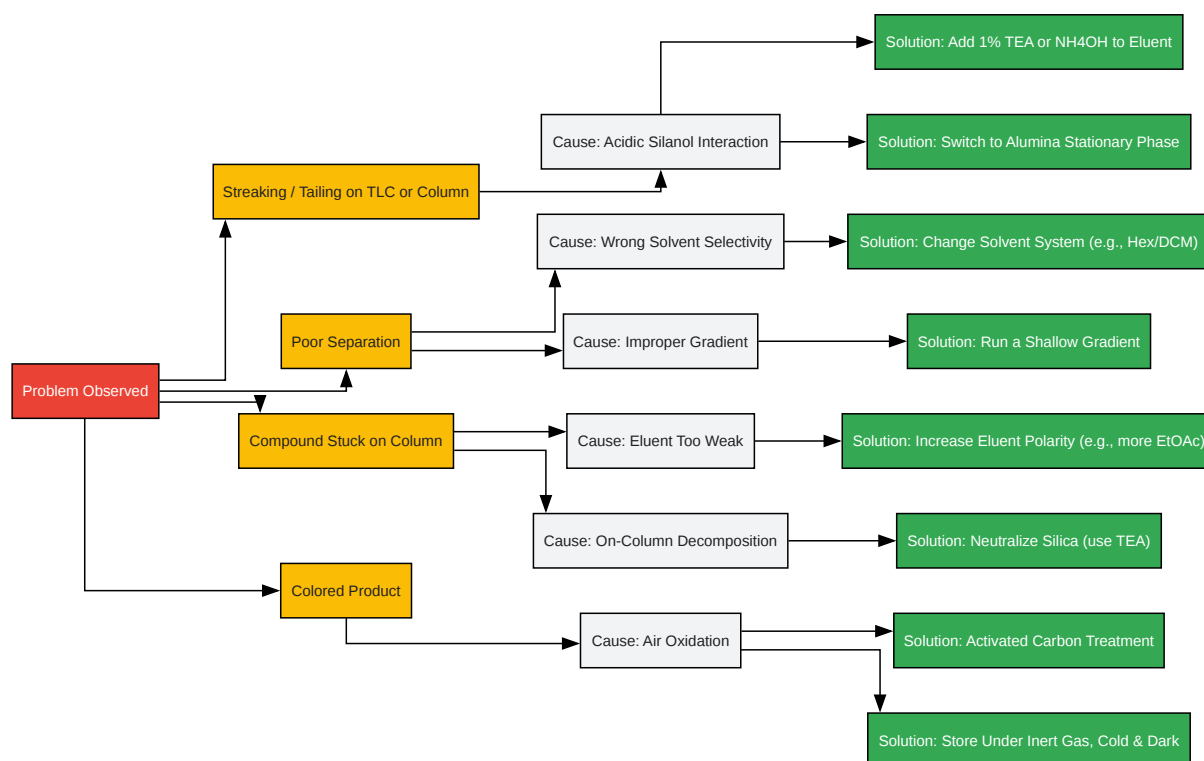 Solution: Add 1% TEA or NH4OH to Eluent
Cause: Acidic Silanol Interaction
Solution: Switch to Alumina Stationary Phase
Streaking / Tailing on TLC or Column
Cause: Wrong Solvent Selectivity
Solution: Change Solvent System (e.g., Hex/DCM)
Poor Separation
Cause: Improper Gradient
Solution: Run a Shallow Gradient
Problem Observed
Compound Stuck on Column
Cause: Eluent Too Weak
Solution: Increase Eluent Polarity (e.g., more EtOAc)
Cause: On-Column Decomposition
Solution: Neutralize Silica (use TEA)
Colored Product
Cause: Air Oxidation
Solution: Activated Carbon Treatment
Solution: Store Under Inert Gas, Cold & Dark